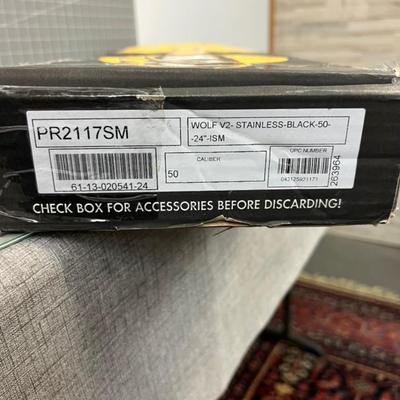 PR2117SM
WOLF V2- STAINLESS-BLACK-50-
-24"-ISM
61-13-020541-24
CALIBER
50
UPC NUMBER
043125921171
263964
CHECK BOX FOR ACCESSORIES BEFORE DISCARDING!